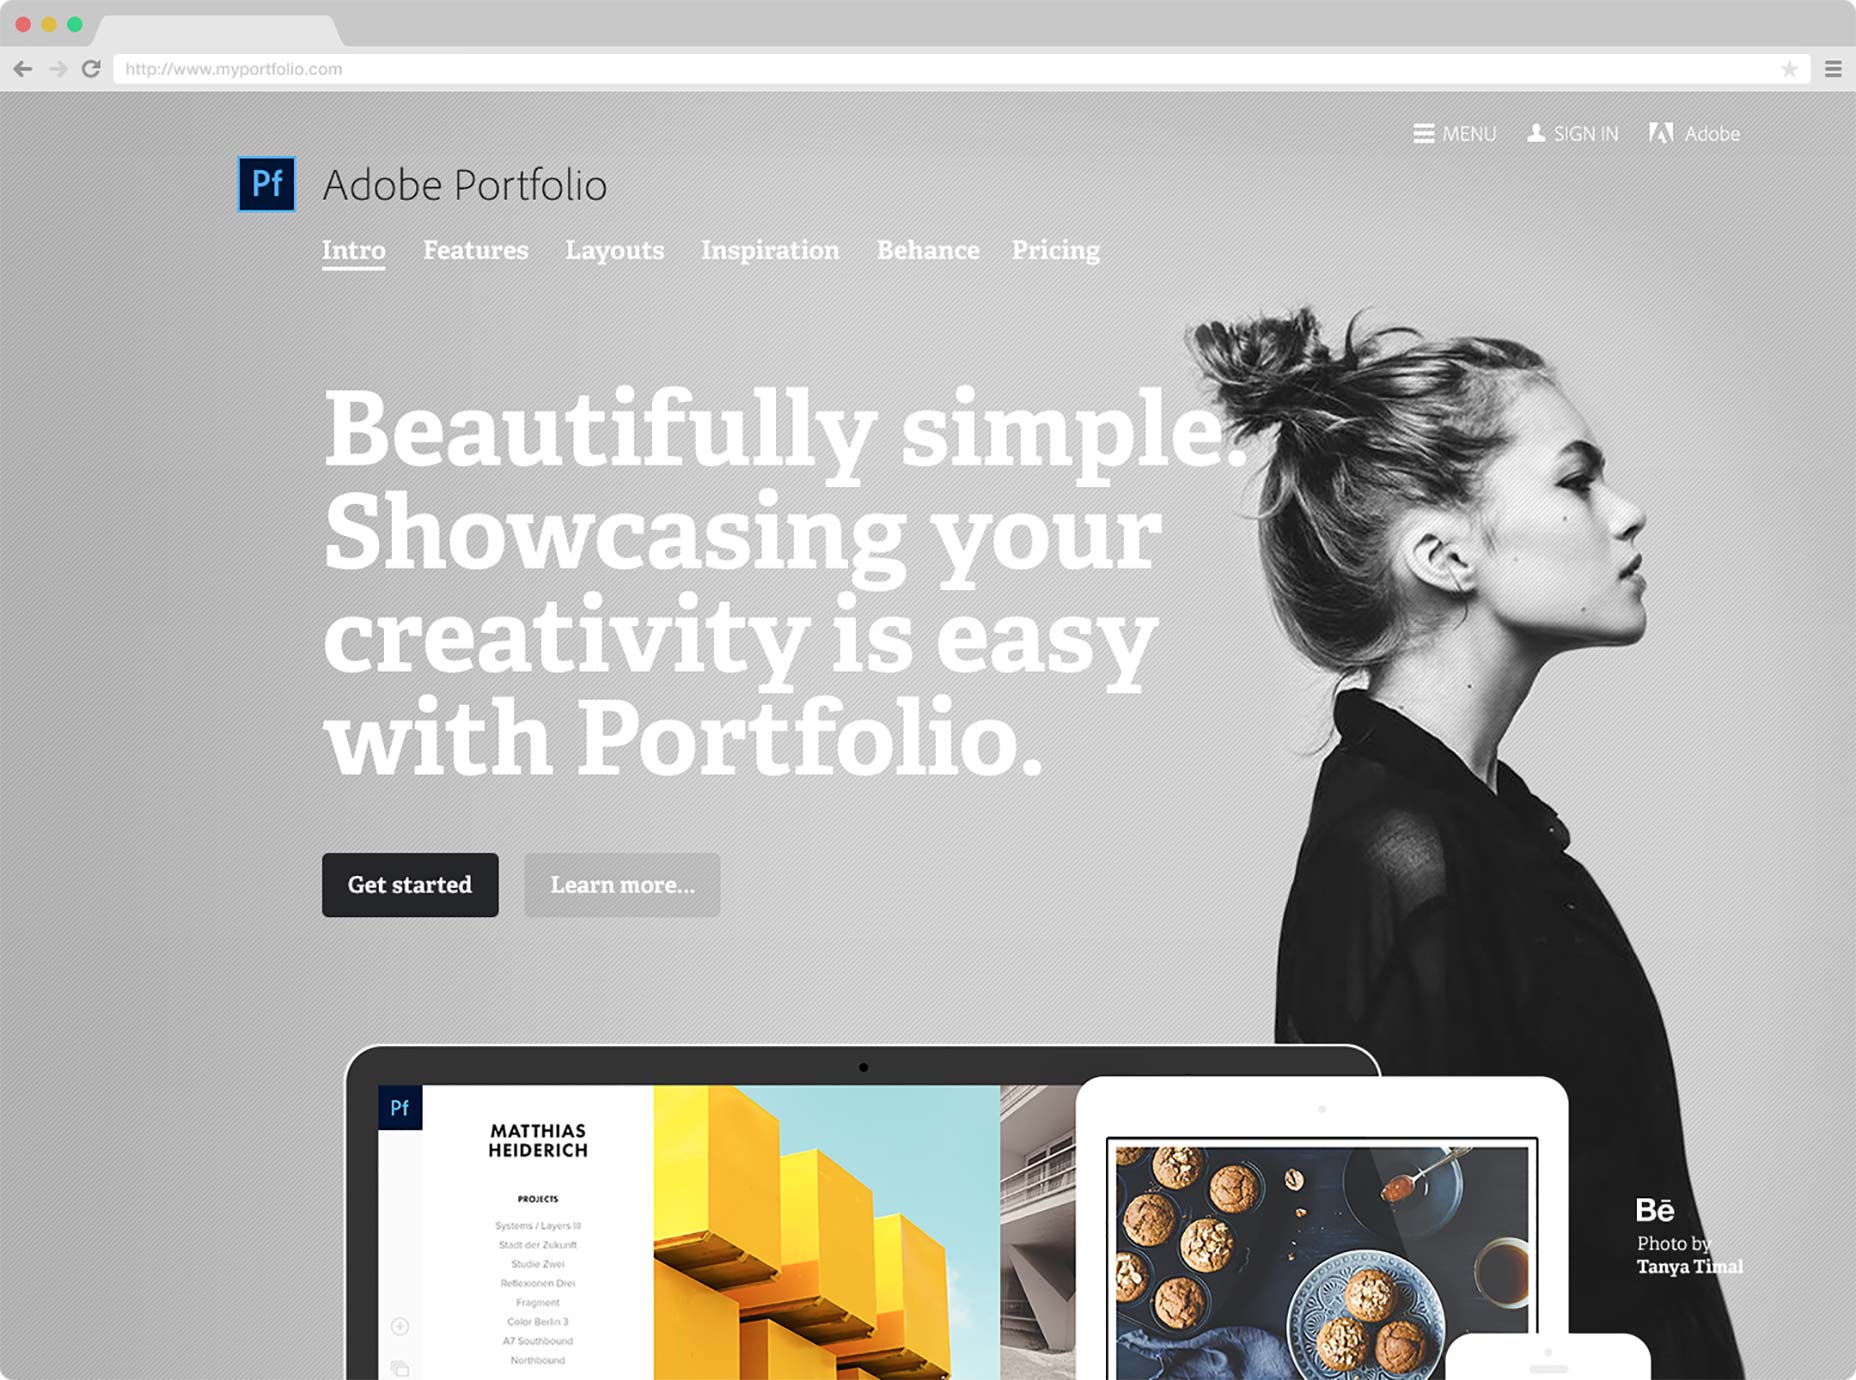 http://www.myportfolio.com
MENU SIGN IN Adobe
Pf Adobe Portfolio
Intro Features Layouts Inspiration Behance Pricing
Beautifully simple.
Showcasing your
creativity is easy
with Portfolio.
Get started Learn more...
Pf
MATTHIAS
HEIDERICH
PROJECTS
Systems / Layers III
Stadt der Zukunft
Studie Zwei
Reflexionen Drei
Fragment
Color Berlin 3
A7 Southbound
Northbound
Bē
Photo by
Tanya Timal